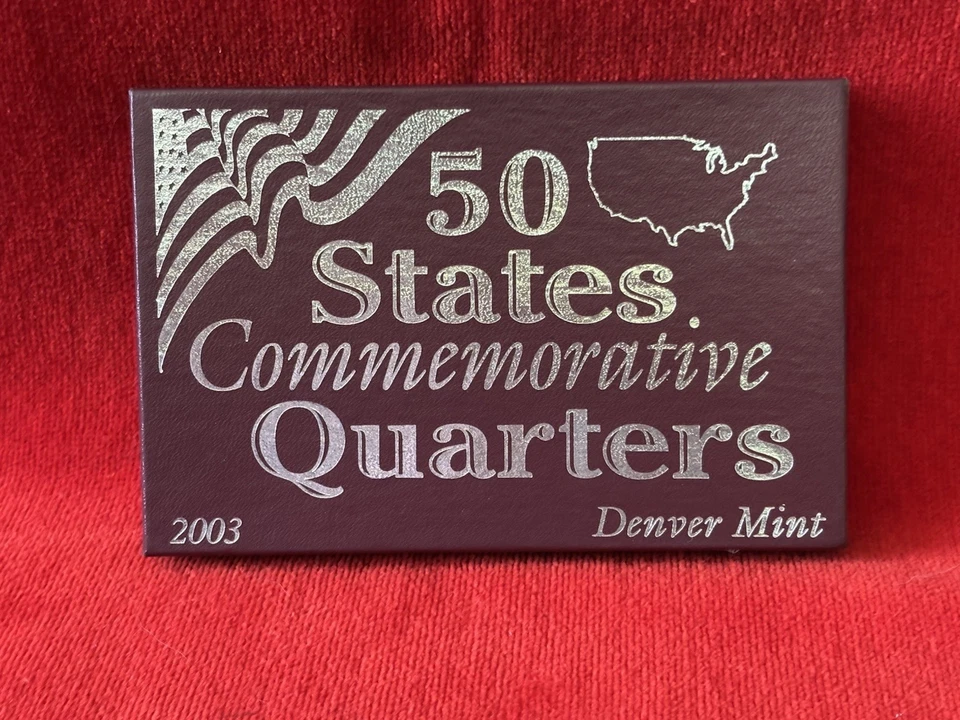 50
States
Commemorative
Quarters
2003
Denver Mint